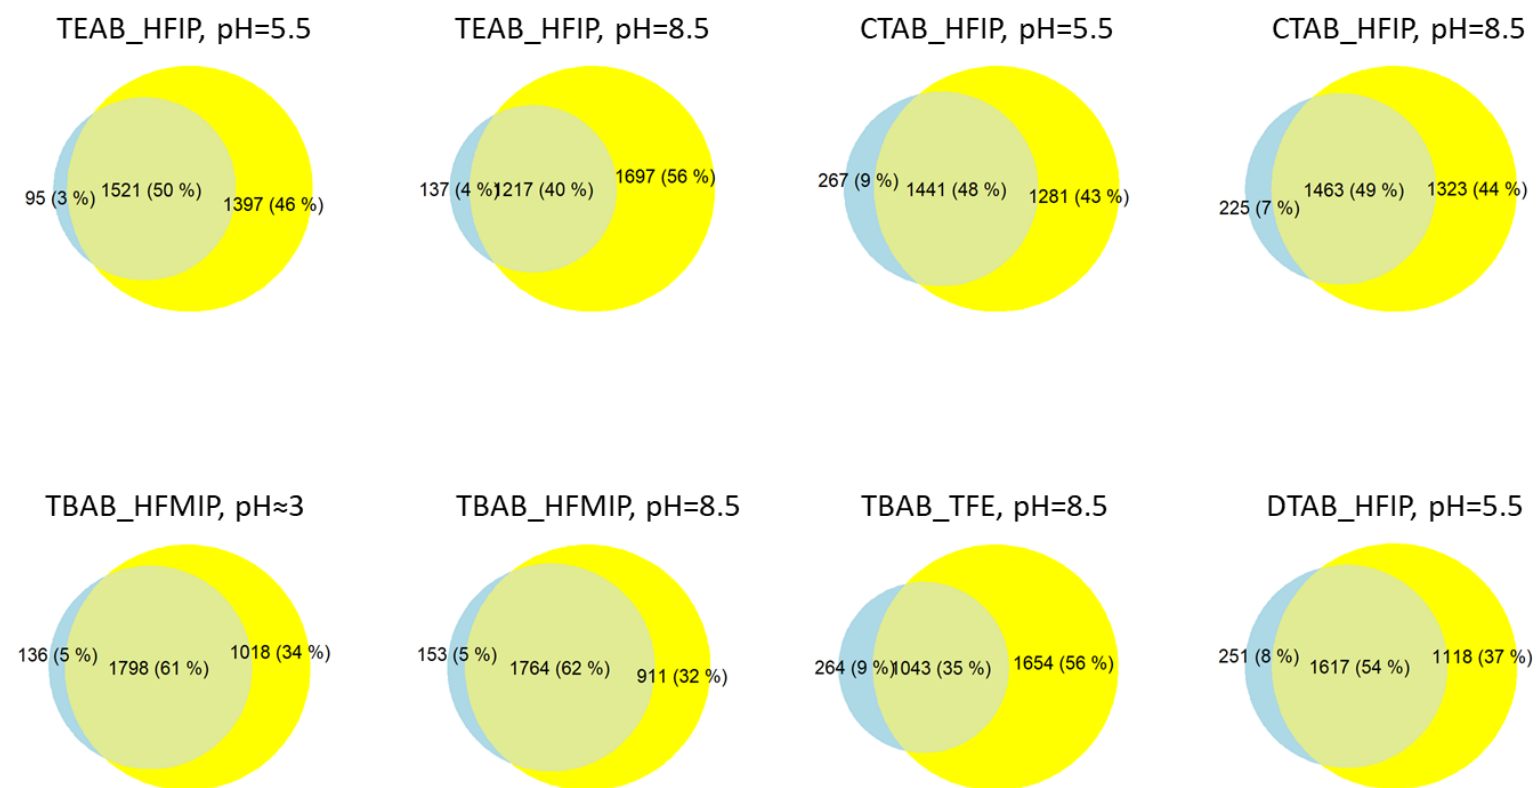 TEAB_HFIP, pH=5.5
TEAB_HFIP, pH=8.5
CTAB_HFIP, pH=5.5
CTAB_HFIP, pH=8.5
95 (3 %)
1521 (50 %)
1397 (46 %)
137 (4 %)
1217 (40 %)
1697 (56 %)
267 (9 %)
1441 (48 %)
1281 (43 %)
225 (7 %)
1463 (49 %)
1323 (44 %)
TBAB_HFMIP, pH≈3
TBAB_HFMIP, pH=8.5
TBAB_TFE, pH=8.5
DTAB_HFIP, pH=5.5
136 (5 %)
1798 (61 %)
1018 (34 %)
153 (5 %)
1764 (62 %)
911 (32 %)
264 (9 %)
1043 (35 %)
1654 (56 %)
251 (8 %)
1617 (54 %)
1118 (37 %)